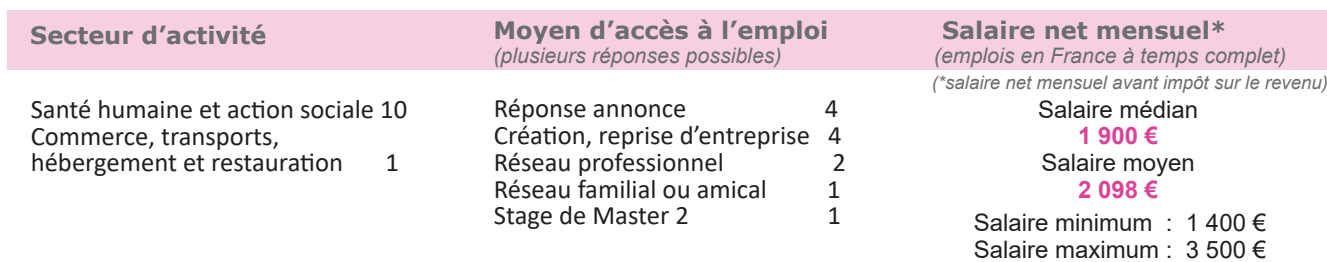 Secteur d’activité
Santé humaine et action sociale 10
Commerce, transports,
hébergement et restauration 1
Moyen d’accès à l’emploi
(plusieurs réponses possibles)
Réponse annonce 4
Création, reprise d’entreprise 4
Réseau professionnel 2
Réseau familial ou amical 1
Stage de Master 2 1
Salaire net mensuel*
(emplois en France à temps complet)
(*salaire net mensuel avant impôt sur le revenu)
Salaire médian
1 900 €
Salaire moyen
2 098 €
Salaire minimum : 1 400 €
Salaire maximum : 3 500 €